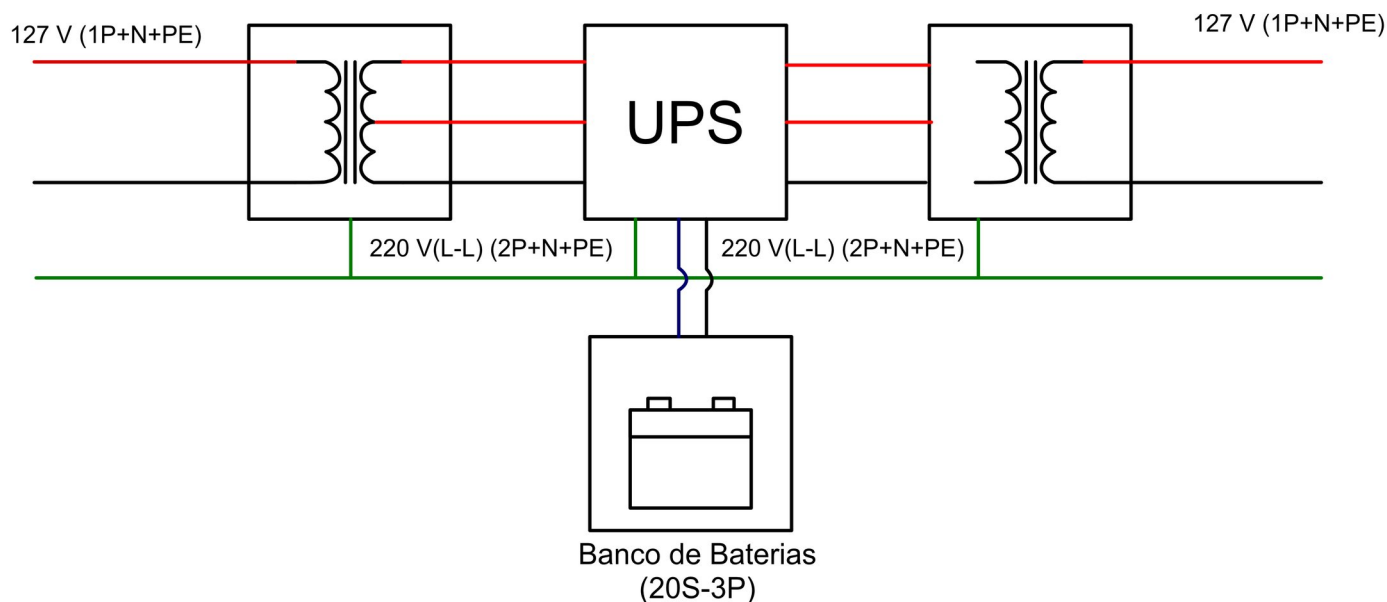 127 V (1P+N+PE)
127 V (1P+N+PE)
UPS
220 V(L-L) (2P+N+PE)
220 V(L-L) (2P+N+PE)
Banco de Baterias
(20S-3P)